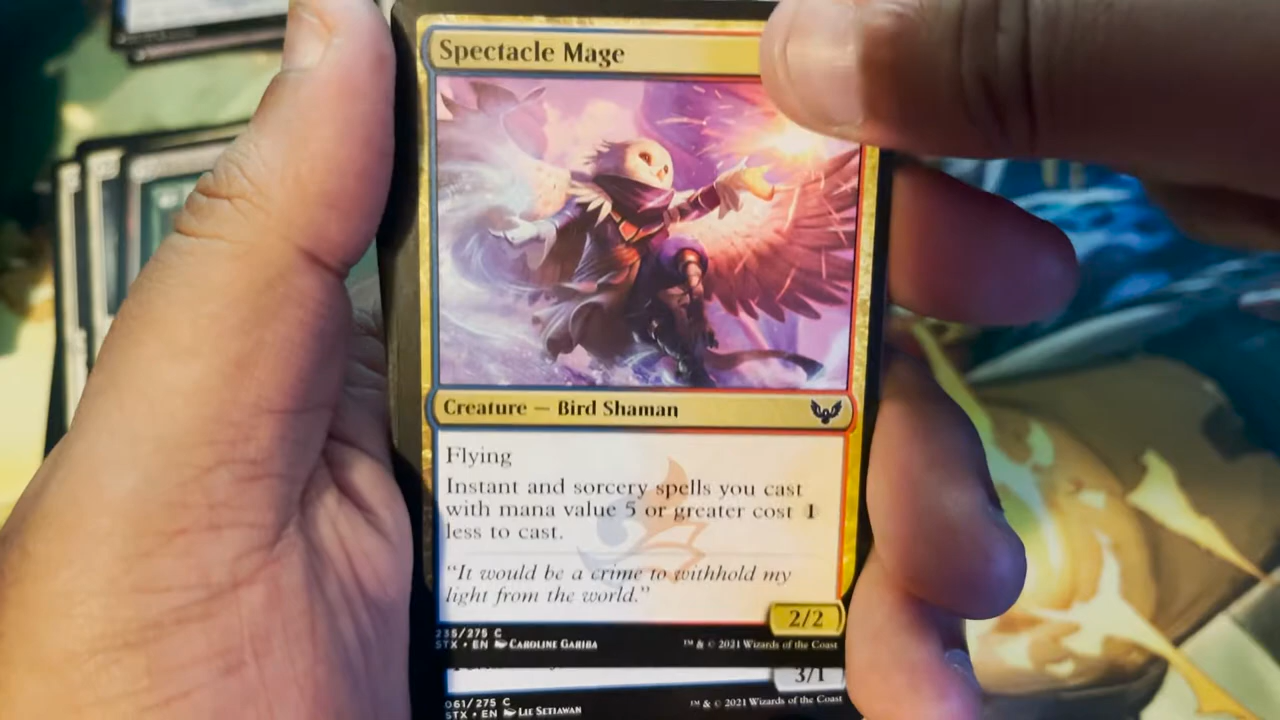 Spectacle Mage
Creature — Bird Shaman
Flying
Instant and sorcery spells you cast
with mana value 5 or greater cost 1
less to cast.
"It would be a crime to withhold my
light from the world."
2/2
235/275 C
STX • EN CAROLINE GARIBA
™ & © 2021 Wizards of the Coast
3/1
061/275 C
STX • EN LIE SETIAWAN
™ & © 2021 Wizards of the Coast